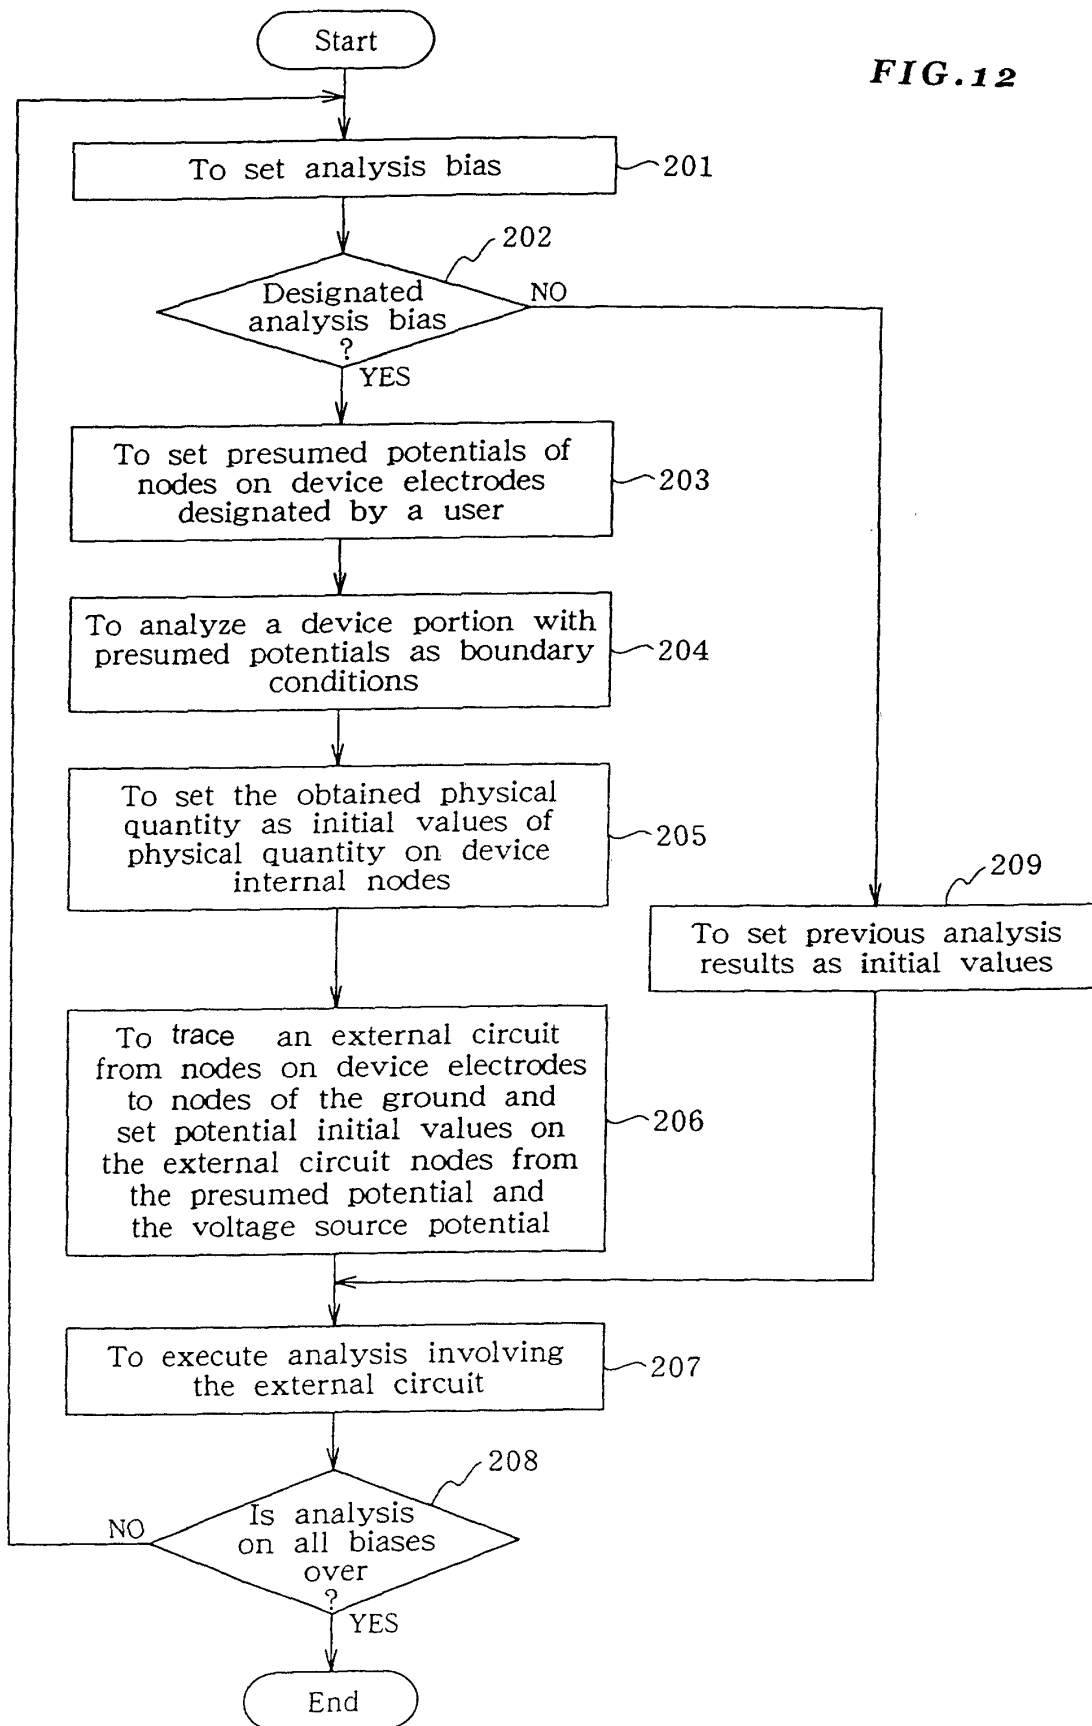 Start
FIG.12
To set analysis bias
201
202
Designated
analysis bias
?
NO
YES
To set presumed potentials of
nodes on device electrodes
designated by a user
203
To analyze a device portion with
presumed potentials as boundary
conditions
204
To set the obtained physical
quantity as initial values of
physical quantity on device
internal nodes
205
209
To set previous analysis
results as initial values
To trace an external circuit
from nodes on device electrodes
to nodes of the ground and
set potential initial values on
the external circuit nodes from
the presumed potential and
the voltage source potential
206
To execute analysis involving
the external circuit
207
208
Is analysis
on all biases
over
?
NO
YES
End